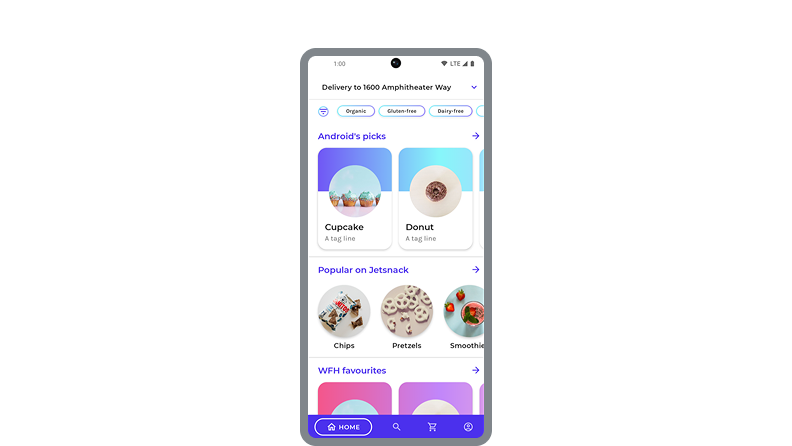 1:00
LTE
Delivery to 1600 Amphitheater Way
Organic
Gluten-free
Dairy-free
Android's picks
Cupcake
A tag line
Donut
A tag line
Popular on Jetsnack
Chips
Pretzels
Smoothie
WFH favourites
HOME